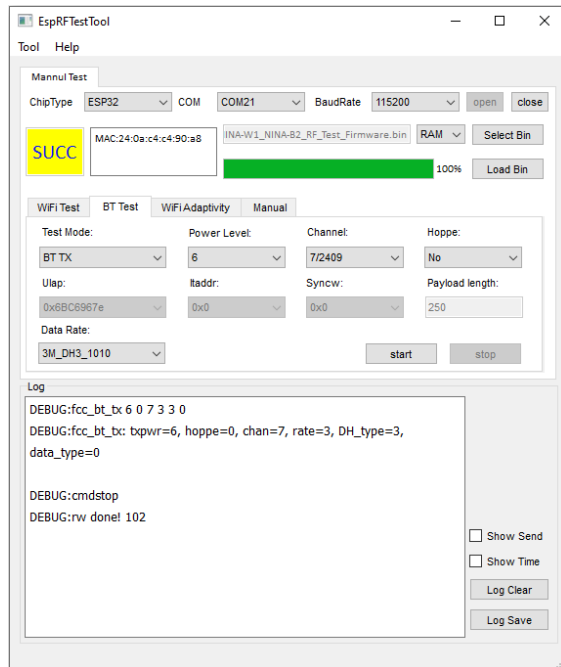 EspRFTestTool
Tool Help
Mannul Test
ChipType ESP32 COM COM21 BaudRate 115200 open close
SUCC MAC:24:0a:c4:c4:90:a8 INA-W1_NINA-B2_RF_Test_Firmware.bin RAM Select Bin
100% Load Bin
WiFi Test BT Test WiFi Adaptivity Manual
Test Mode: Power Level: Channel: Hoppe:
BT TX 6 7/2409 No
Ulap: ltaddr: Syncw: Payload length:
0x6BC6967e 0x0 0x0 250
Data Rate:
3M_DH3_1010 start stop
Log
DEBUG:fcc_bt_tx 6 0 7 3 3 0
DEBUG:fcc_bt_tx: txpwr=6, hoppe=0, chan=7, rate=3, DH_type=3,
data_type=0
DEBUG:cmdstop
DEBUG:rw done! 102
Show Send
Show Time
Log Clear
Log Save